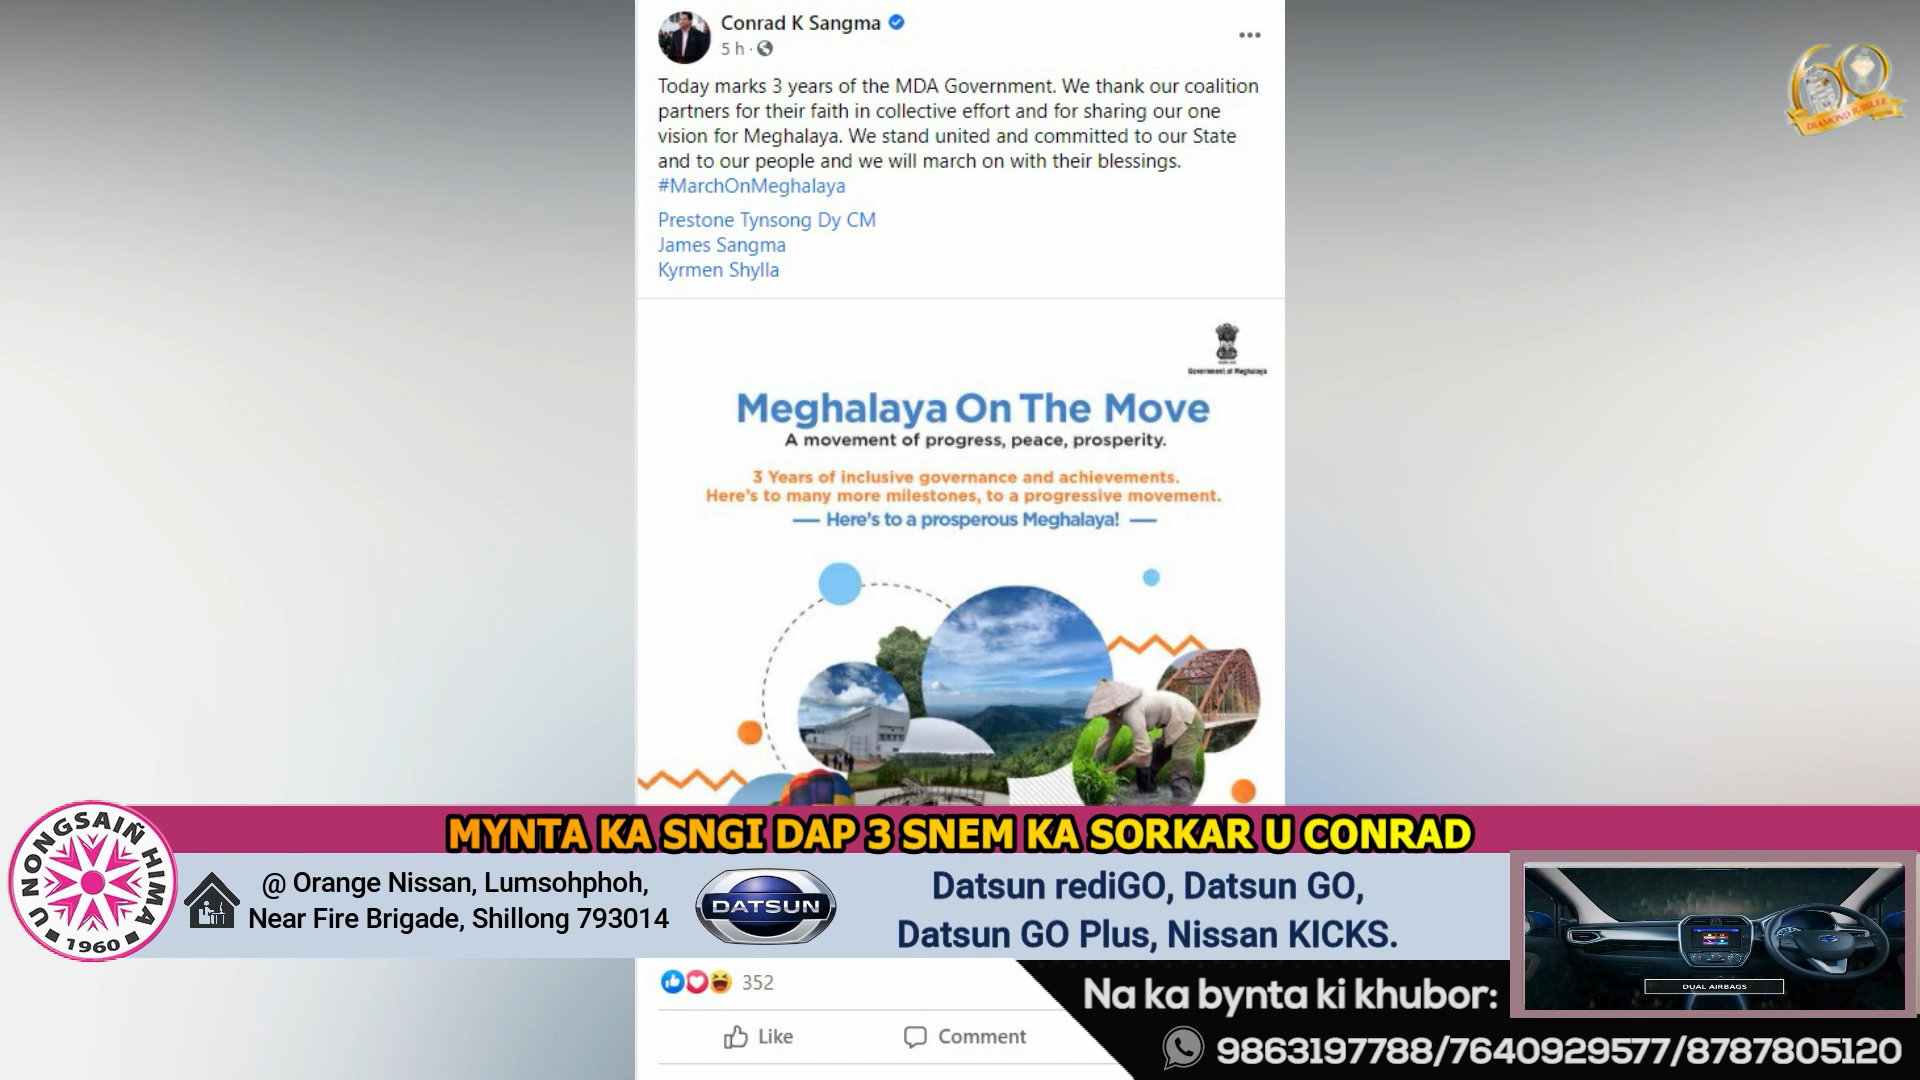 Conrad K Sangma
5 h ·
Today marks 3 years of the MDA Government. We thank our coalition
partners for their faith in collective effort and for sharing our one
vision for Meghalaya. We stand united and committed to our State
and to our people and we will march on with their blessings.
#MarchOnMeghalaya
Prestone Tynsong Dy CM
James Sangma
Kyrmen Shylla
60
DIAMOND JUBILEE
Government of Meghalaya
Meghalaya On The Move
A movement of progress, peace, prosperity.
3 Years of inclusive governance and achievements.
Here's to many more milestones, to a progressive movement.
Here's to a prosperous Meghalaya!
MYNTA KA SNGI DAP 3 SNEM KA SORKAR U CONRAD
U NONGSAIÑ HIMA
1960
@ Orange Nissan, Lumsohphoh,
Near Fire Brigade, Shillong 793014
DATSUN
Datsun rediGO, Datsun GO,
Datsun GO Plus, Nissan KICKS.
DUAL AIRBAGS
352
Like
Comment
Na ka bynta ki khubor:
9863197788/7640929577/8787805120